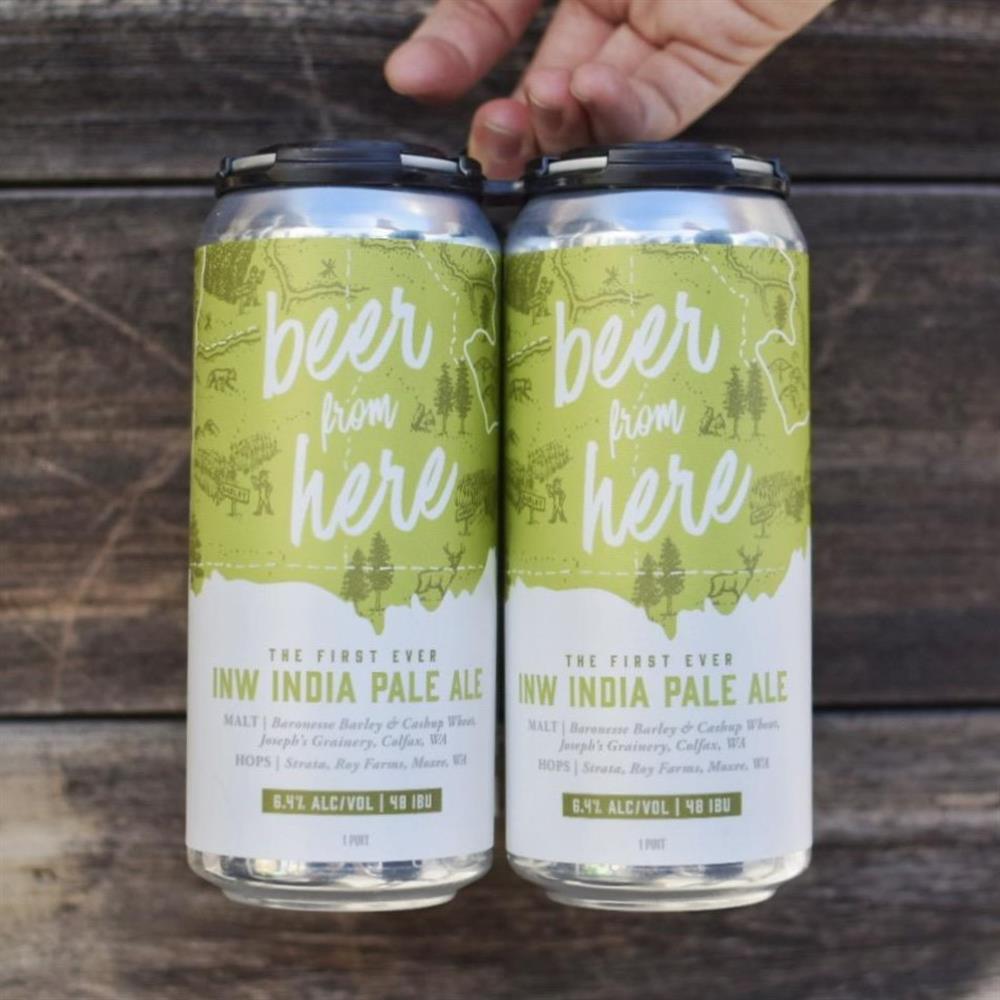 beer
from
here
THE FIRST EVER
INW INDIA PALE ALE
MALT | Baronesse Barley & Cashup Wheat,
Joseph's Grainery, Colfax, WA
HOPS | Strata, Roy Farms, Moxee, WA
6.4% ALC/VOL | 48 IBU
1 PINT
beer
from
here
THE FIRST EVER
INW INDIA PALE ALE
MALT | Baronesse Barley & Cashup Wheat,
Joseph's Grainery, Colfax, WA
HOPS | Strata, Roy Farms, Moxee, WA
6.4% ALC/VOL | 48 IBU
1 PINT